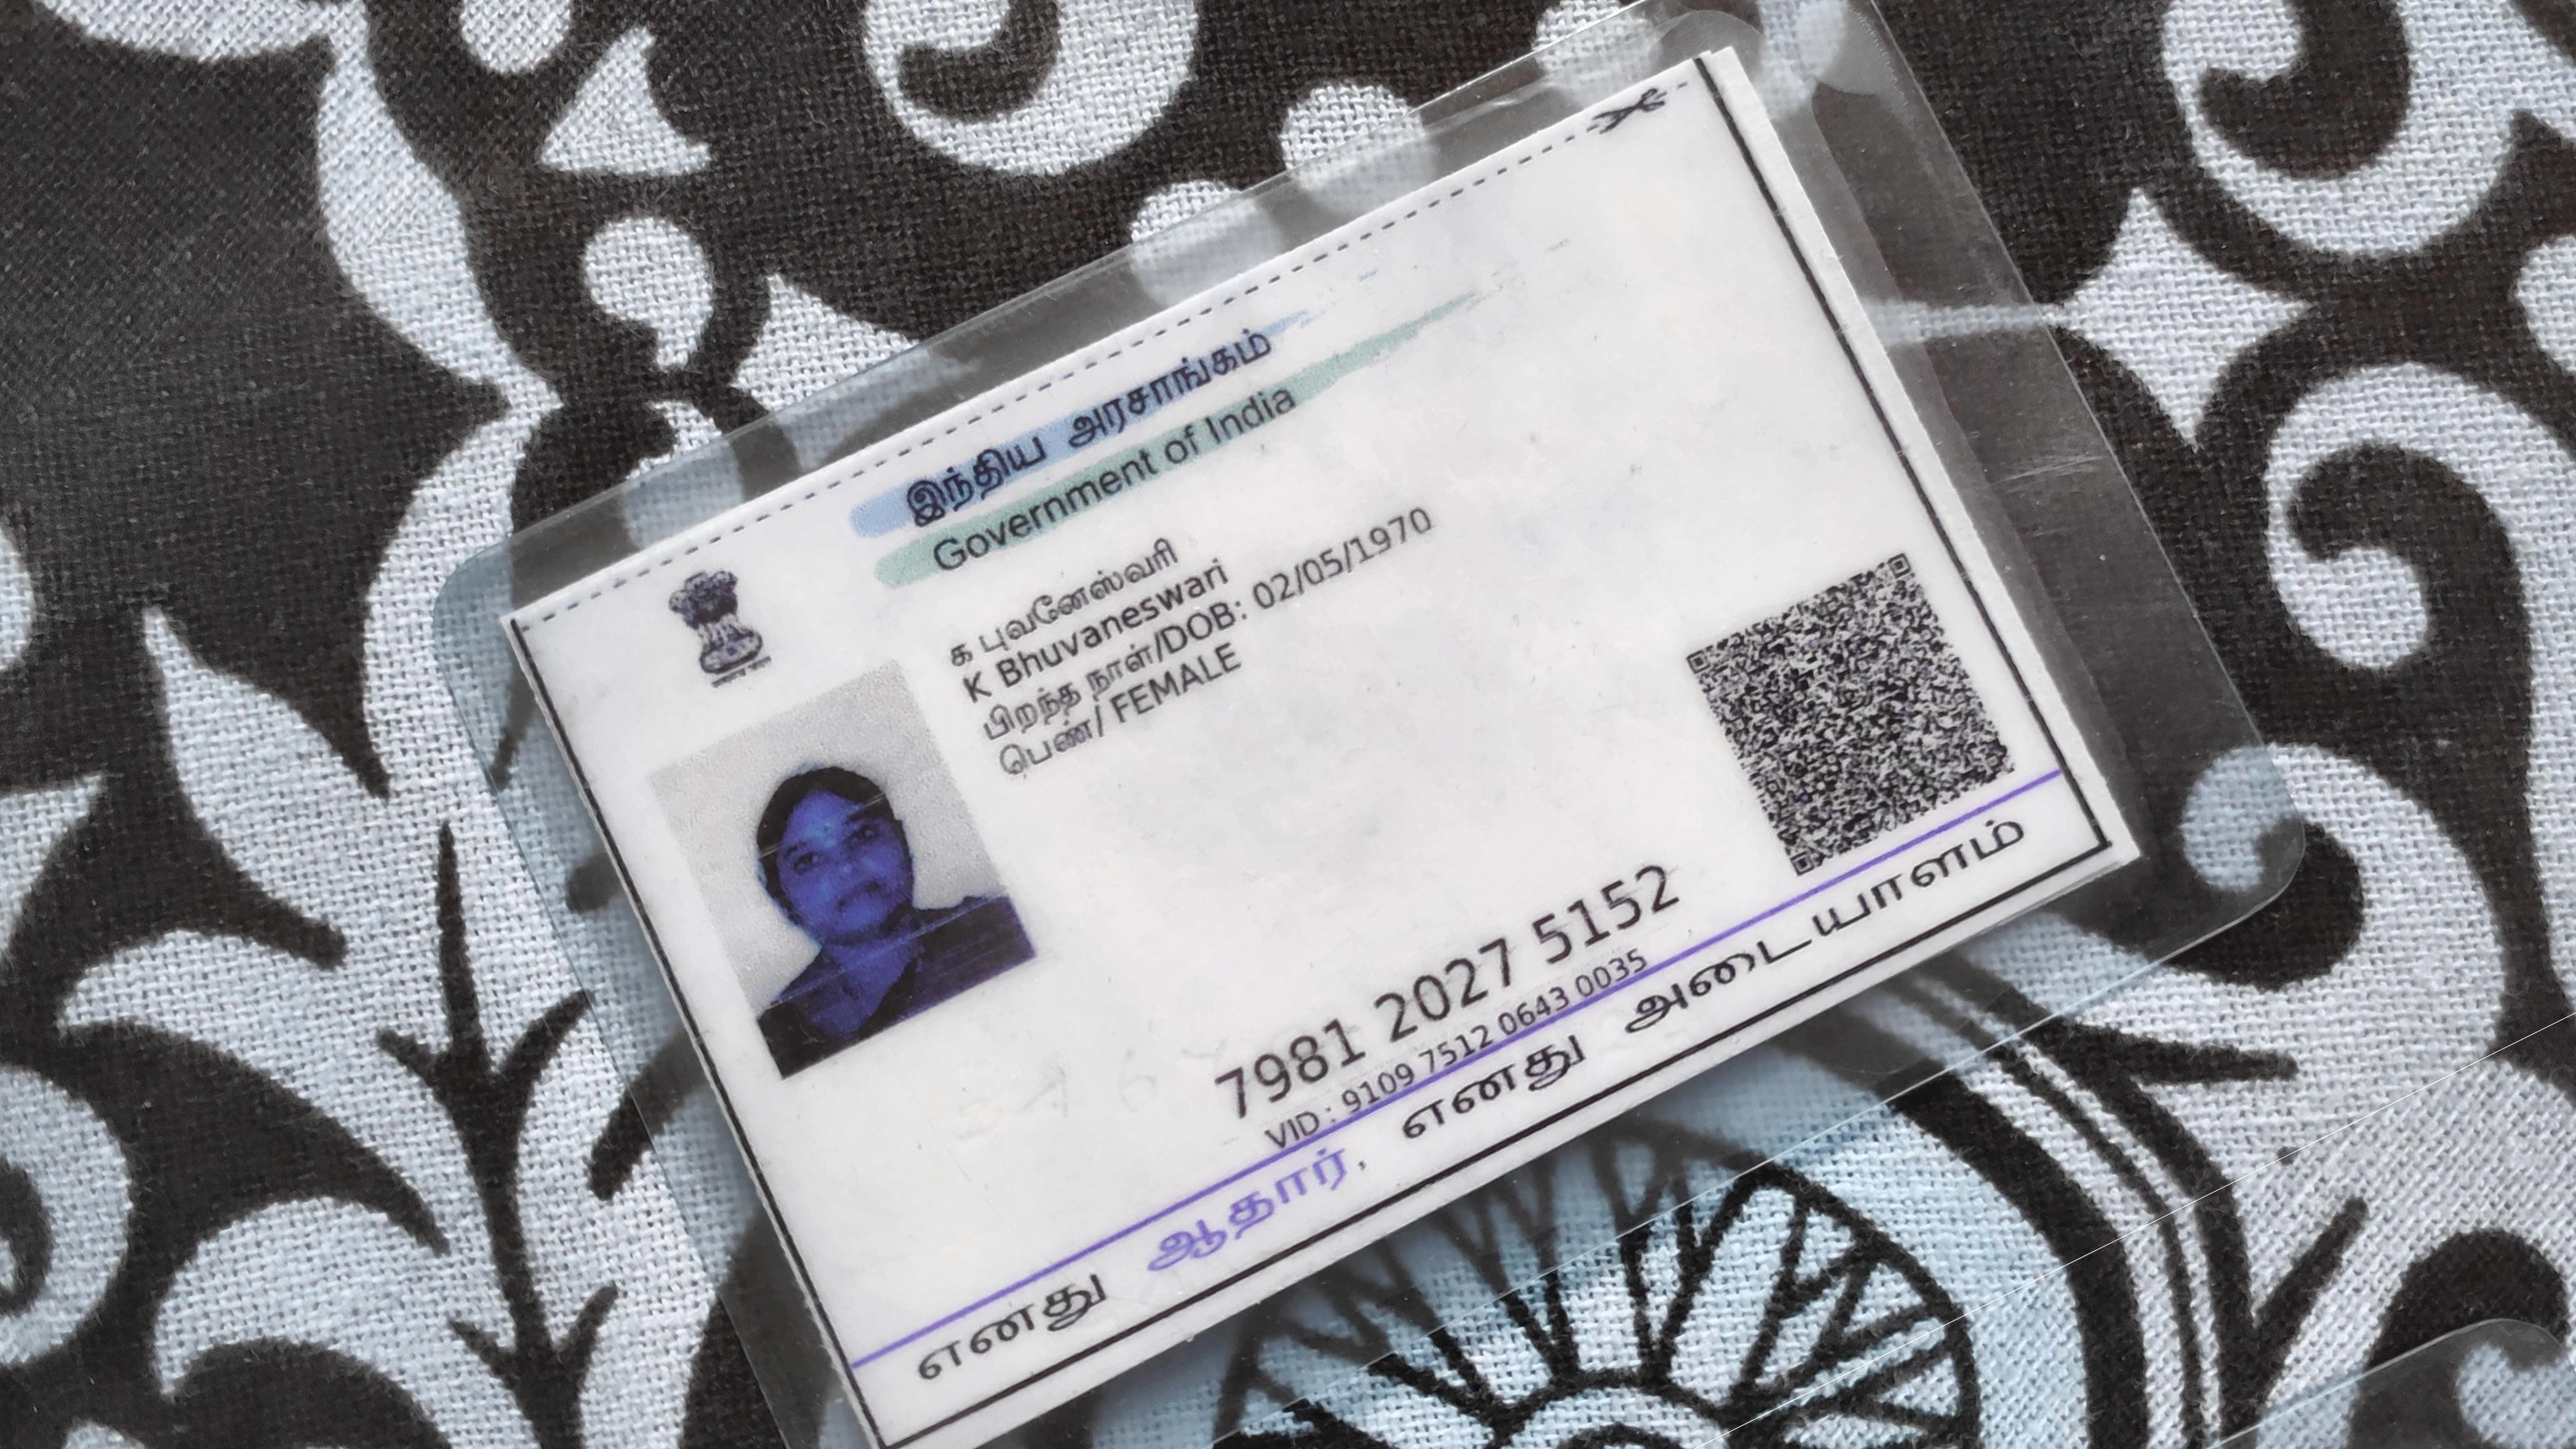 இந்திய அரசாங்கம்
Government of India
க புவனேஸ்வரி
K Bhuvaneswari
பிறந்த நாள்/DOB: 02/05/1970
பெண்/ FEMALE
7981 2027 5152
VID : 9109 7512 0643 0035
எனது ஆதார், எனது அடையாளம்